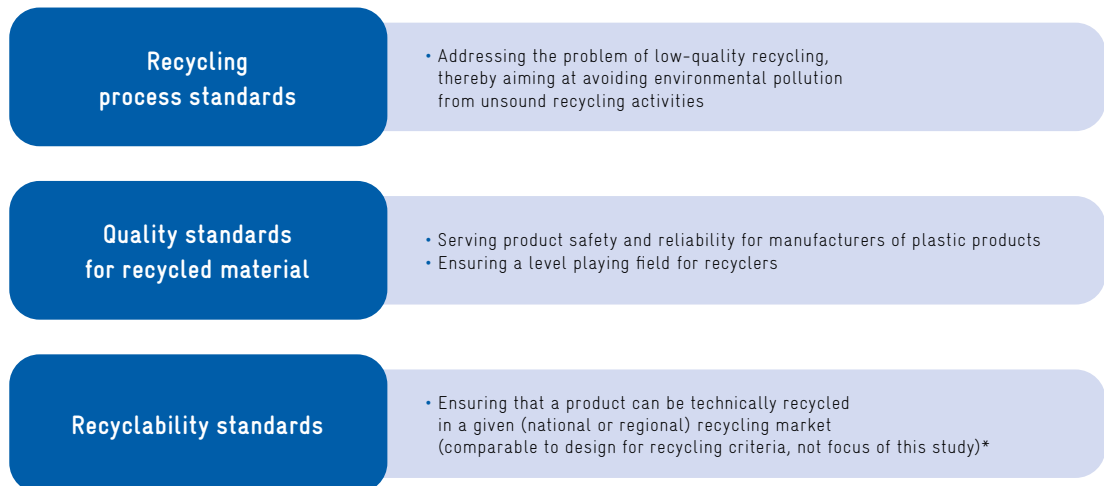 Recycling
process standards
• Addressing the problem of low-quality recycling,
thereby aiming at avoiding environmental pollution
from unsound recycling activities
Quality standards
for recycled material
• Serving product safety and reliability for manufacturers of plastic products
• Ensuring a level playing field for recyclers
Recyclability standards
• Ensuring that a product can be technically recycled
in a given (national or regional) recycling market
(comparable to design for recycling criteria, not focus of this study)*